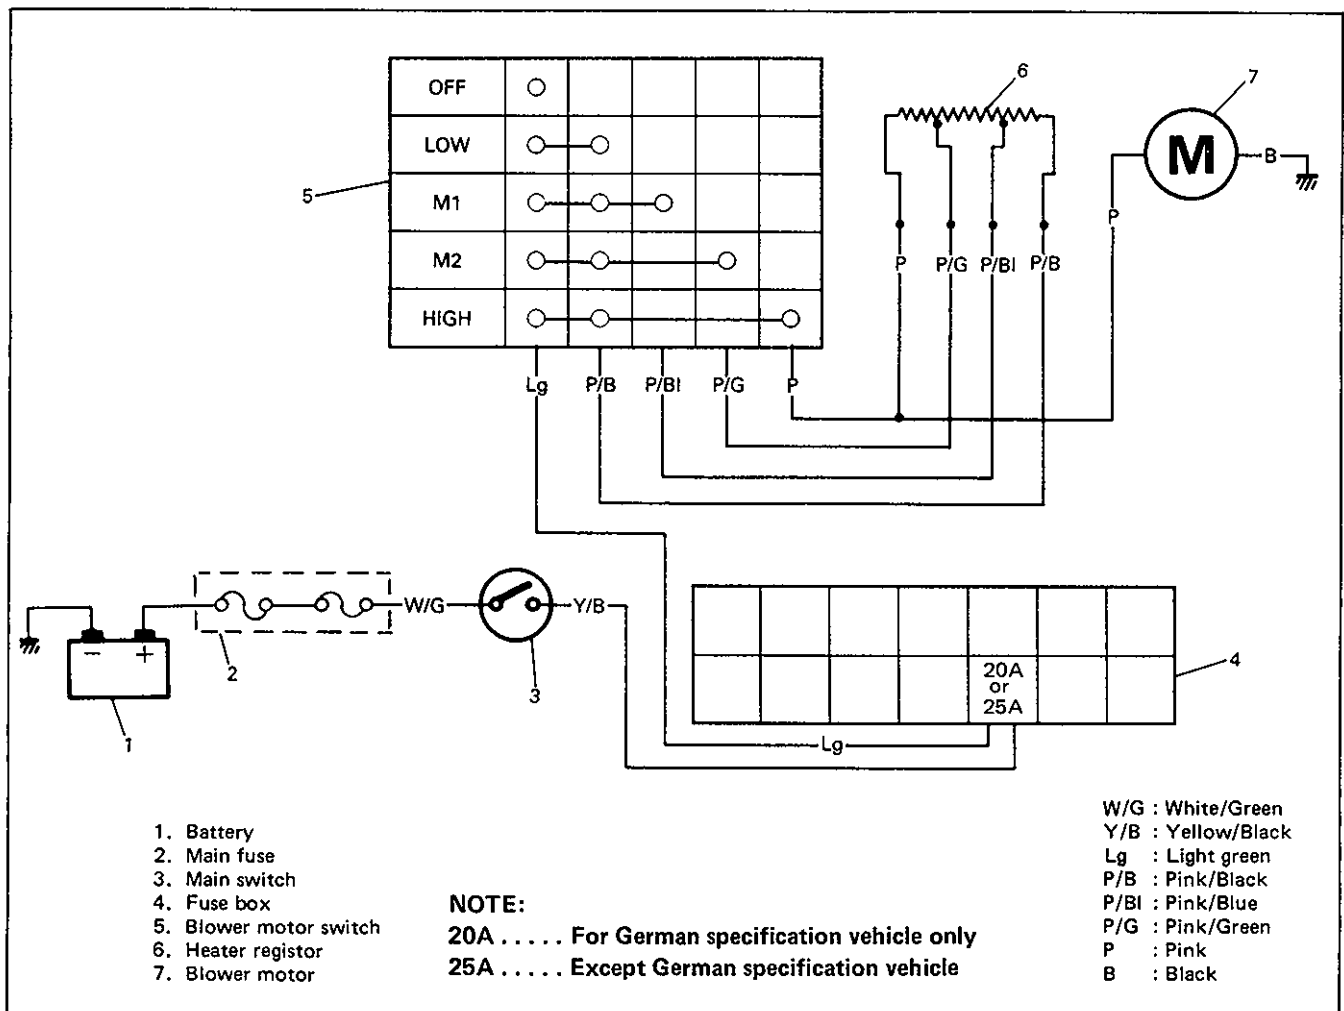 OFF
LOW
M1
M2
HIGH
5
6
7
M
B
P
P P/G P/Bl P/B
Lg P/B P/Bl P/G P
W/G
Y/B
- +
1
2
3
4
20A
or
25A
Lg
1. Battery
2. Main fuse
3. Main switch
4. Fuse box
5. Blower motor switch
6. Heater registor
7. Blower motor
NOTE:
20A ..... For German specification vehicle only
25A ..... Except German specification vehicle
W/G : White/Green
Y/B : Yellow/Black
Lg : Light green
P/B : Pink/Black
P/Bl : Pink/Blue
P/G : Pink/Green
P : Pink
B : Black